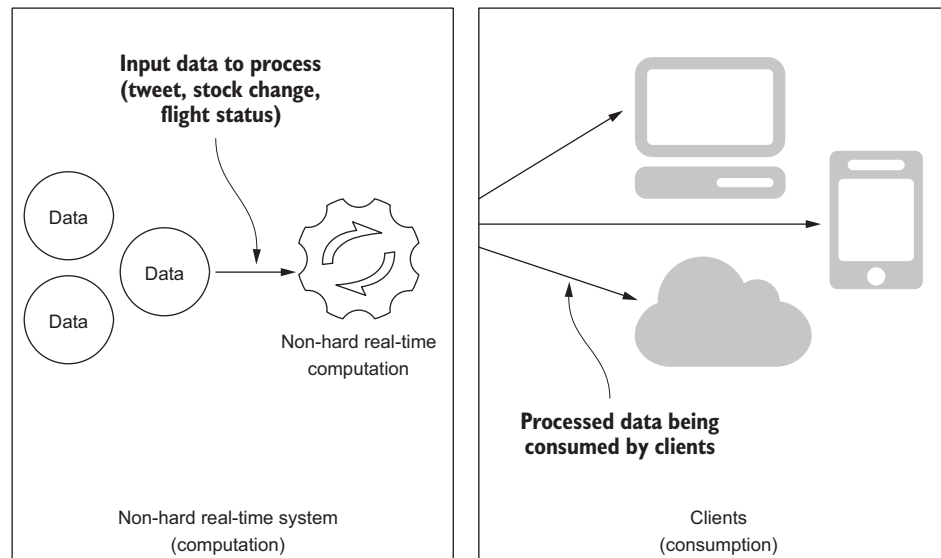 Input data to process
(tweet, stock change,
flight status)
Data
Data
Data
Non-hard real-time
computation
Non-hard real-time system
(computation)
Processed data being
consumed by clients
Clients
(consumption)